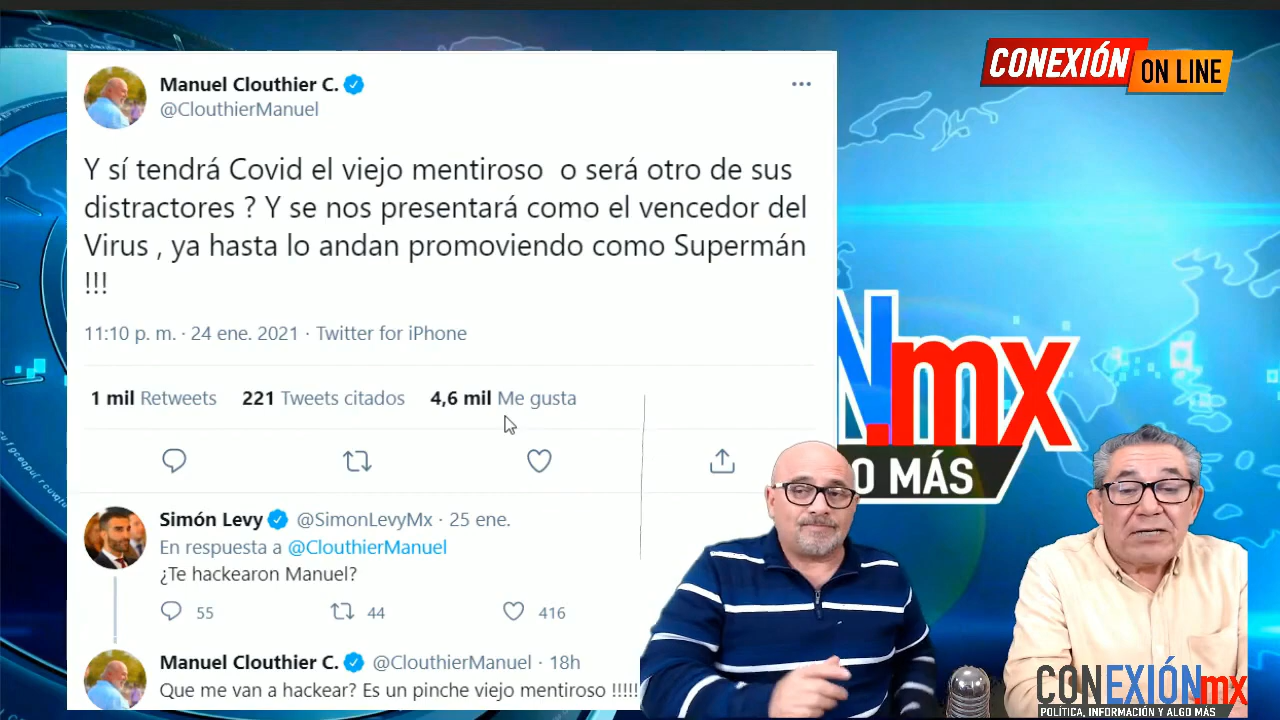 CONEXIÓN
ON LINE
Manuel Clouthier C.
@ClouthierManuel
Y sí tendrá Covid el viejo mentiroso o será otro de sus
distractores ? Y se nos presentará como el vencedor del
Virus , ya hasta lo andan promoviendo como Supermán
!!!
11:10 p. m. · 24 ene. 2021 · Twitter for iPhone
1 mil Retweets 221 Tweets citados 4,6 mil Me gusta
Simón Levy @SimonLevyMx · 25 ene.
En respuesta a @ClouthierManuel
¿Te hackearon Manuel?
55 44 416
Manuel Clouthier C. @ClouthierManuel · 18h
Que me van a hackear? Es un pinche viejo mentiroso !!!!!
N.mx
O MÁS
CONEXIÓN.mx
POLÍTICA, INFORMACIÓN Y ALGO MÁS